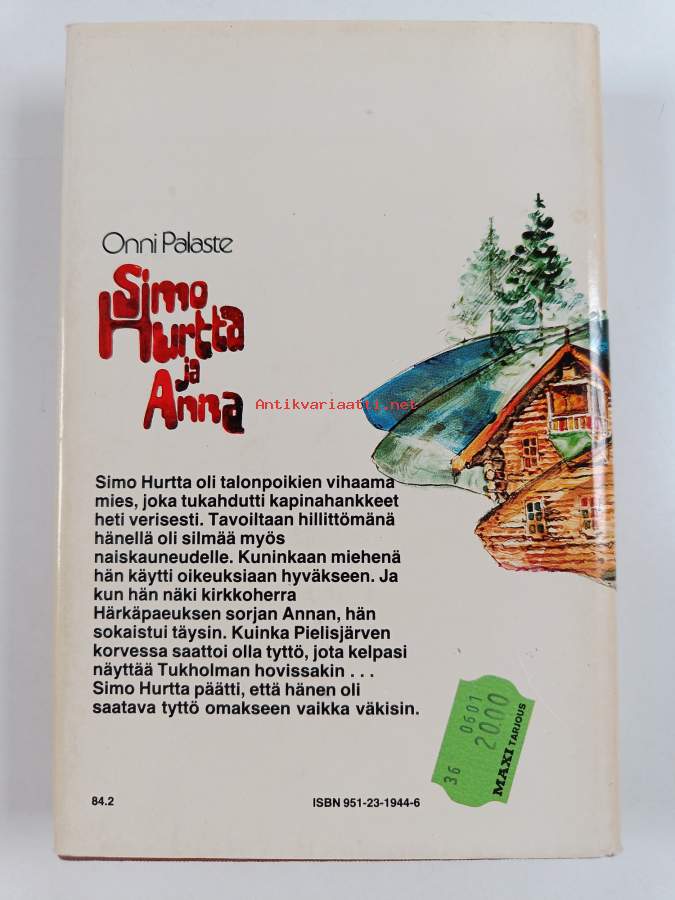 Onni Palaste
Simo
Hurtta
ja
Anna
Antikvariaatti.net
Simo Hurtta oli talonpoikien vihaama
mies, joka tukahdutti kapinahankkeet
heti verisesti. Tavoiltaan hillittömänä
hänellä oli silmää myös
naiskauneudelle. Kuninkaan miehenä
hän käytti oikeuksiaan hyväkseen. Ja
kun hän näki kirkkoherra
Härkäpaeuksen sorjan Annan, hän
sokaistui täysin. Kuinka Pielisjärven
korvessa saattoi olla tyttö, jota kelpasi
näyttää Tukholman hovissakin . . .
Simo Hurtta päätti, että hänen oli
saatava tyttö omakseen vaikka väkisin.
36 0601
20.00
MAXI TARJOUS
84.2
ISBN 951-23-1944-6